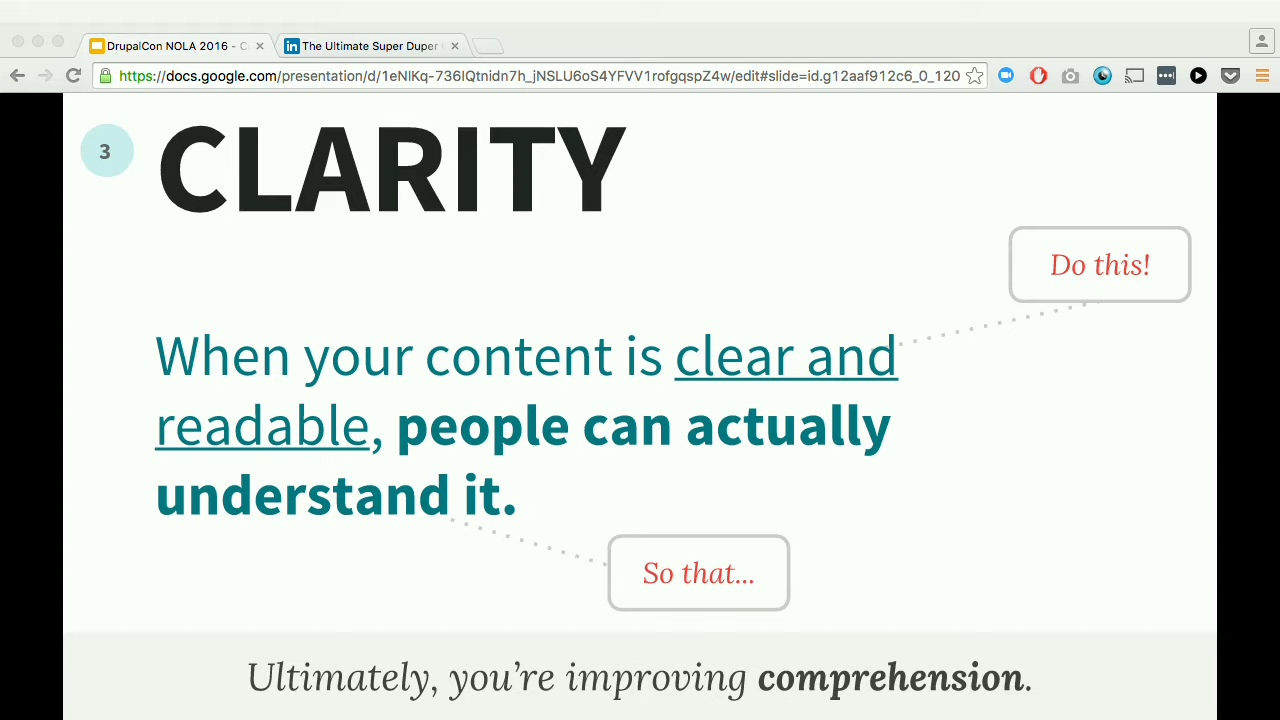 DrupalCon NOLA 2016 - C
The Ultimate Super Duper
https://docs.google.com/presentation/d/1eNlKq-736lQtnidn7h_jNSLU6oS4YFVV1rofgqspZ4w/edit#slide=id.g12aaf912c6_0_120
3
CLARITY
Do this!
When your content is clear and
readable, people can actually
understand it.
So that...
Ultimately, you’re improving comprehension.